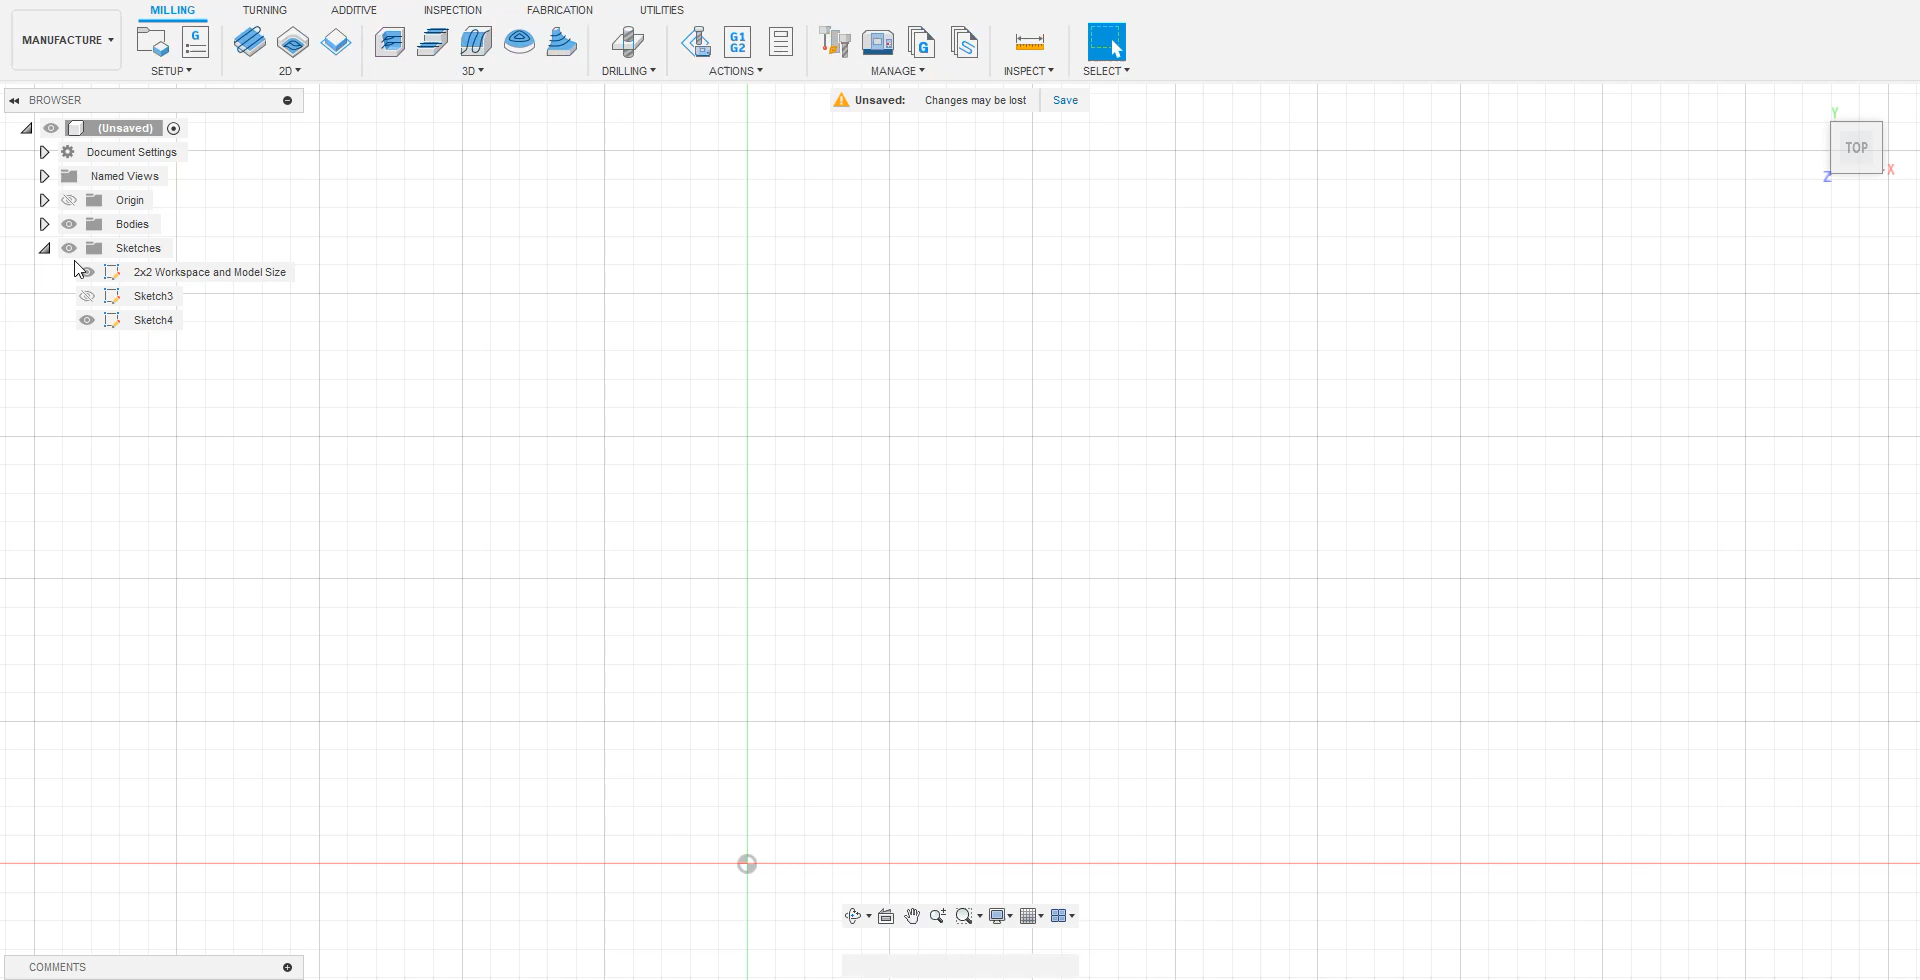 MILLING TURNING ADDITIVE INSPECTION FABRICATION UTILITIES
MANUFACTURE
G G1 G2 G
SETUP 2D 3D DRILLING ACTIONS MANAGE INSPECT SELECT
BROWSER
Unsaved: Changes may be lost Save
(Unsaved)
Document Settings
Named Views
Origin
Bodies
Sketches
2x2 Workspace and Model Size
Sketch3
Sketch4
Y
TOP
X
Z
COMMENTS